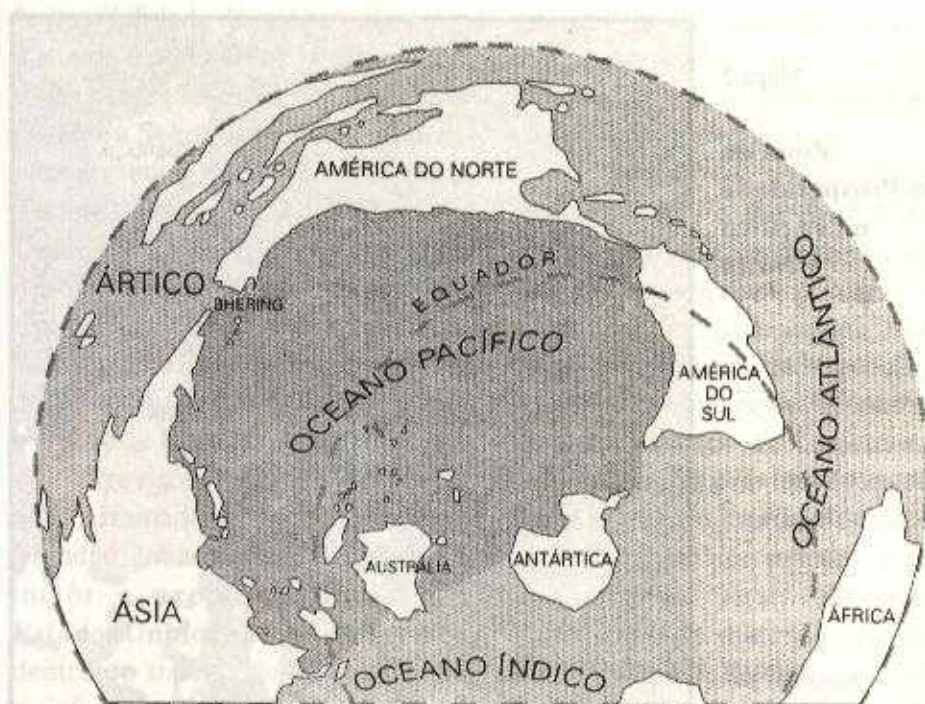 AMÉRICA DO NORTE
ÁRTICO
BHERING
EQUADOR
OCEANO PACÍFICO
AMÉRICA
DO
SUL
OCEANO ATLÂNTICO
AUSTRÁLIA
ANTÁRTICA
ÁSIA
ÁFRICA
OCEANO ÍNDICO